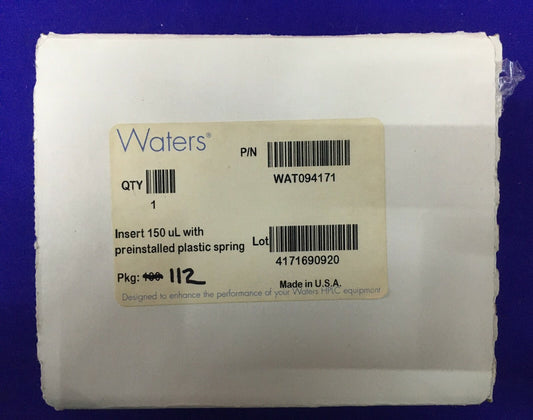 Waters®
P/N
WAT094171
QTY
1
Insert 150 uL with
preinstalled plastic spring
Lot
4171690920
Pkg: 100 112
Made in U.S.A.
Designed to enhance the performance of your Waters HPLC equipment